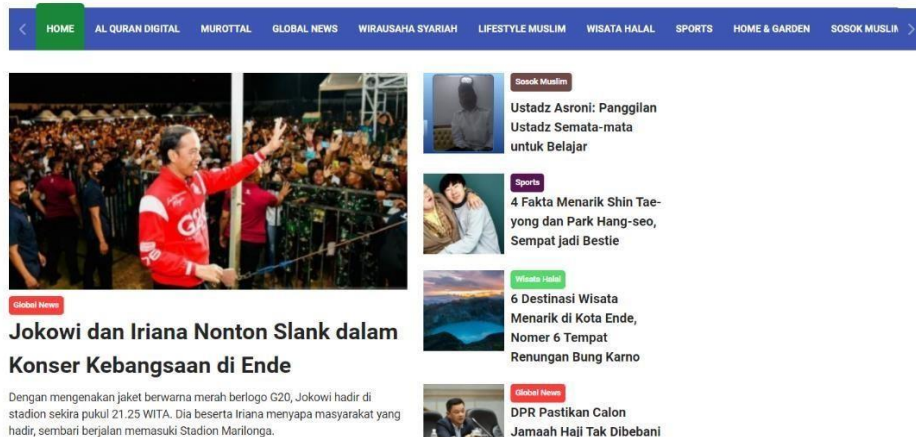 HOME AL QURAN DIGITAL MUROTTAL GLOBAL NEWS WIRAUSAHA SYARIAH LIFESTYLE MUSLIM WISATA HALAL SPORTS HOME & GARDEN SOSOK MUSLIM
G20
Global News
Jokowi dan Iriana Nonton Slank dalam
Konser Kebangsaan di Ende
Dengan mengenakan jaket berwarna merah berlogo G20, Jokowi hadir di
stadion sekira pukul 21.25 WITA. Dia beserta Iriana menyapa masyarakat yang
hadir, sembari berjalan memasuki Stadion Marilonga.
Sosok Muslim
Ustadz Asroni: Panggilan
Ustadz Semata-mata
untuk Belajar
Sports
4 Fakta Menarik Shin Tae-
yong dan Park Hang-seo,
Sempat jadi Bestie
Wisata Halal
6 Destinasi Wisata
Menarik di Kota Ende,
Nomer 6 Tempat
Renungan Bung Karno
Global News
DPR Pastikan Calon
Jamaah Haji Tak Dibebani